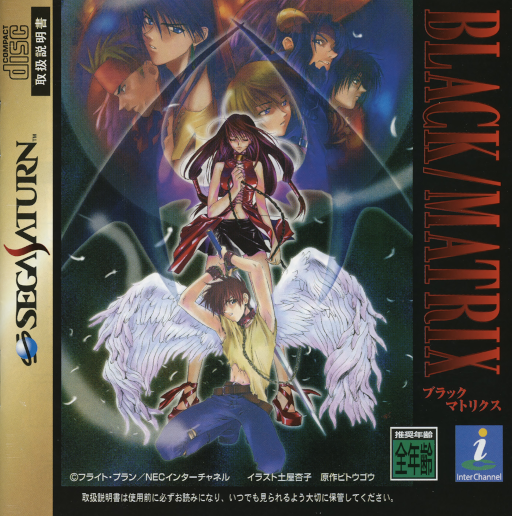 COMPACT
disc
取扱説明書
SEGA SATURN™
BLACK/MATRIX
ブラック
マトリクス
推奨年齢
全年齢
InterChannel
©フライト・プラン/NECインターチャネル イラスト土屋杏子 原作ビトウゴウ
取扱説明書は使用前に必ずお読みになり、いつでも見られるよう大切に保管してください。